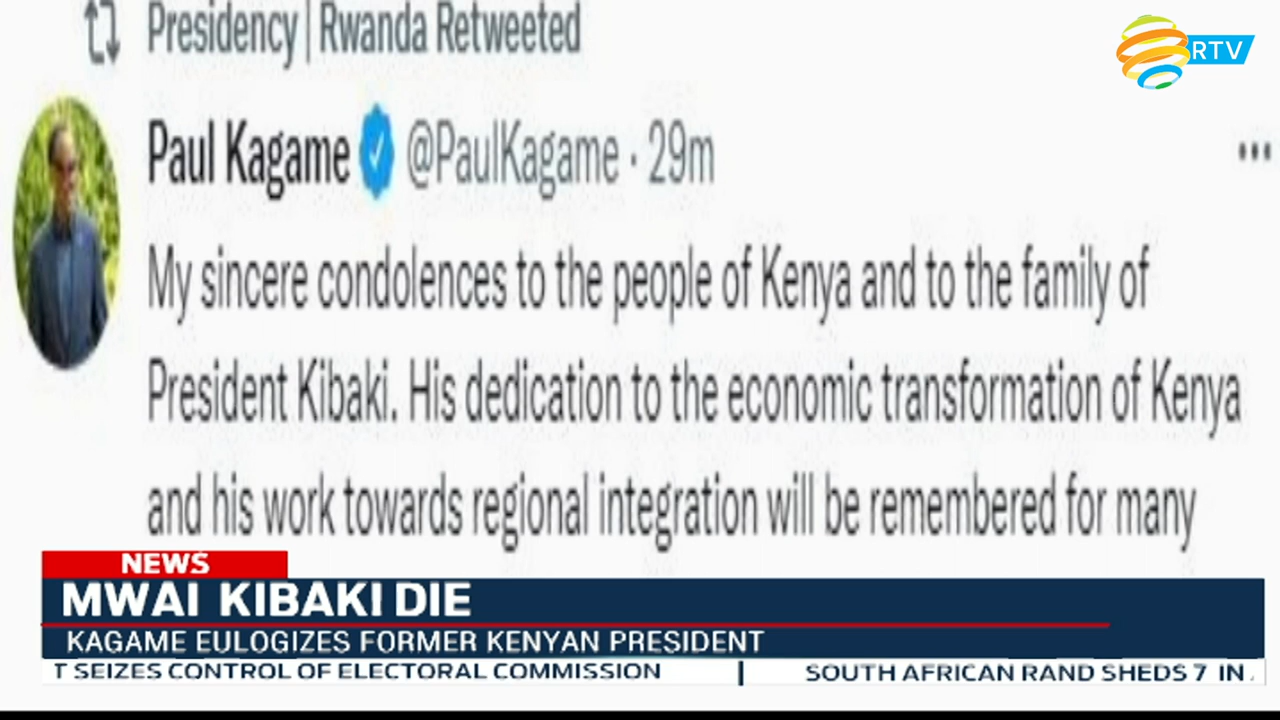 Presidency | Rwanda Retweeted
RTV
Paul Kagame @PaulKagame · 29m
My sincere condolences to the people of Kenya and to the family of
President Kibaki. His dedication to the economic transformation of Kenya
and his work towards regional integration will be remembered for many
NEWS
MWAI KIBAKI DIE
KAGAME EULOGIZES FORMER KENYAN PRESIDENT
T SEIZES CONTROL OF ELECTORAL COMMISSION | SOUTH AFRICAN RAND SHEDS 7 IN